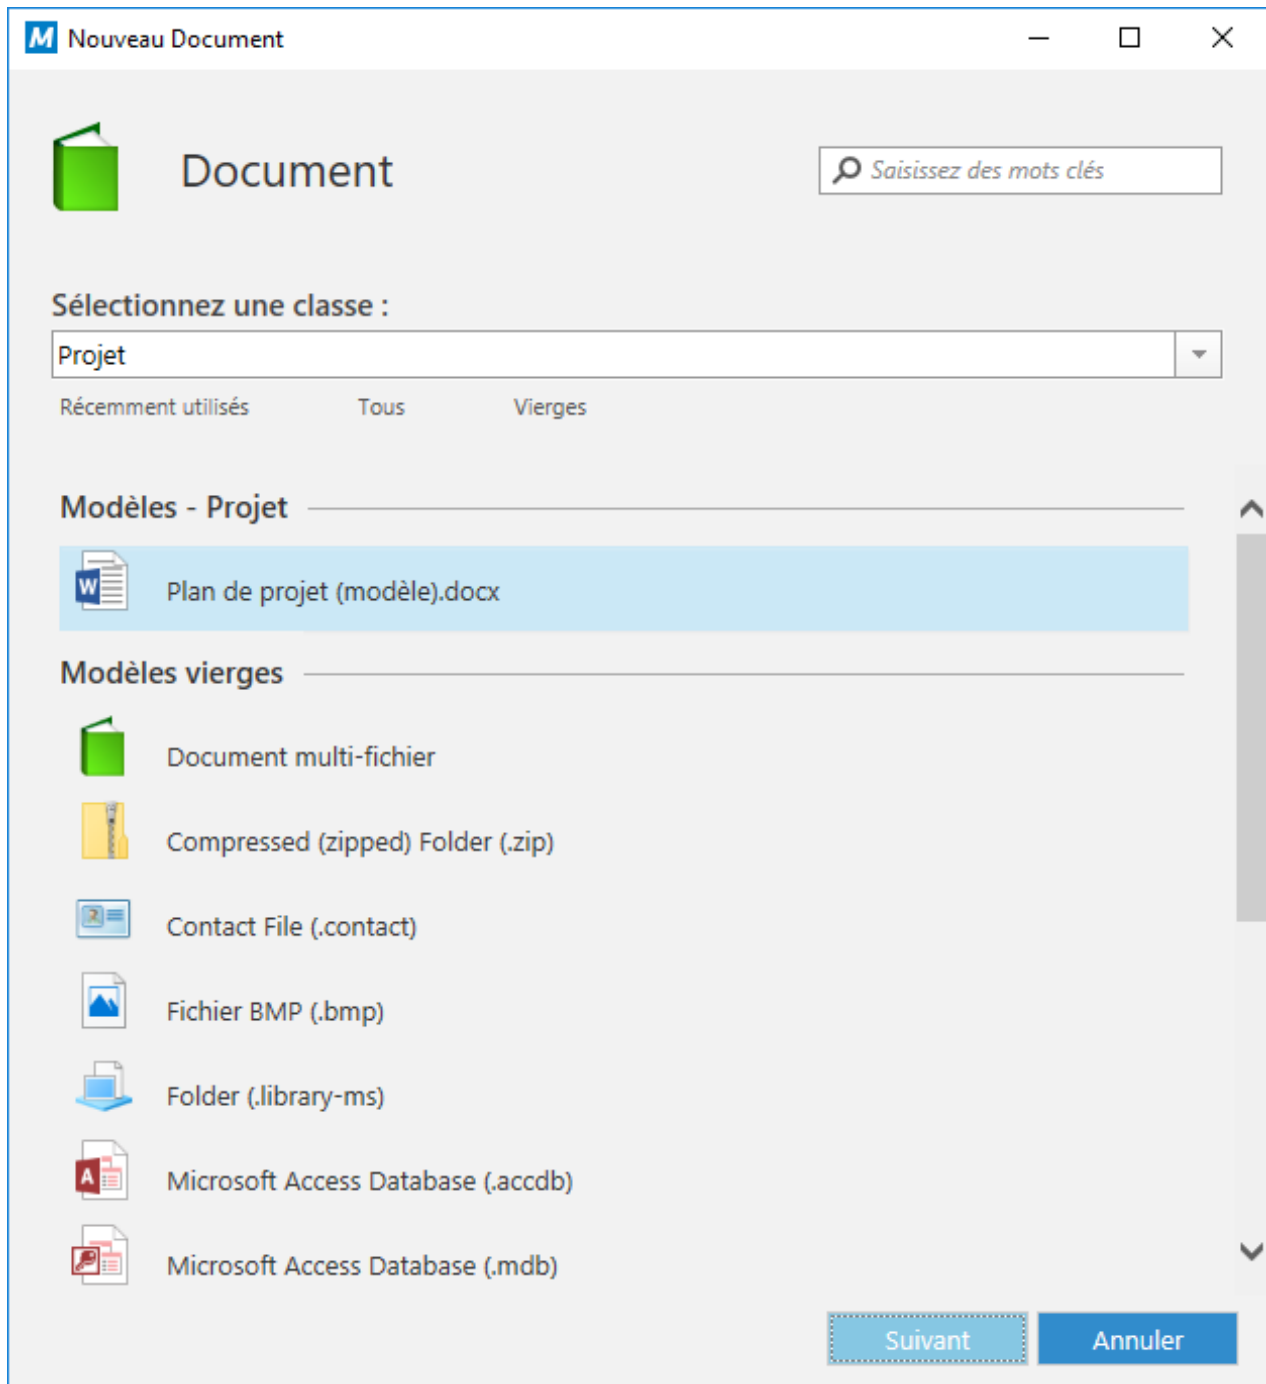 Nouveau Document
Document
Saisissez des mots clés
Sélectionnez une classe :
Projet
Récemment utilisés Tous Vierges
Modèles - Projet
Plan de projet (modèle).docx
Modèles vierges
Document multi-fichier
Compressed (zipped) Folder (.zip)
Contact File (.contact)
Fichier BMP (.bmp)
Folder (.library-ms)
Microsoft Access Database (.accdb)
Microsoft Access Database (.mdb)
Suivant Annuler